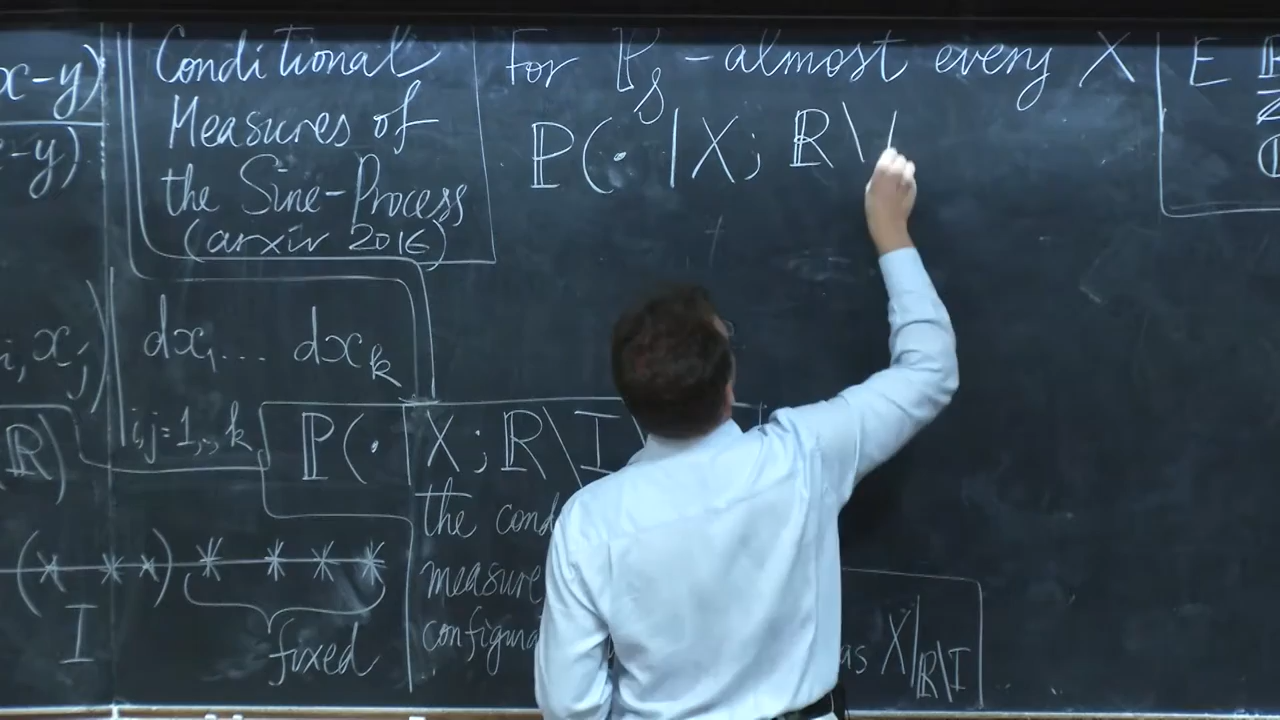 x-y)
-y)
Conditional
Measures of
the Sine-Process
(arxiv 2016)
For ℙ_S - almost every X
ℙ(· | X; ℝ\
E
i, x_j) dx_1 .... dx_k
i,j=1,.,k
ℝ)
ℙ(· | X; ℝ\I
the cond
measure
configura
as X|_{ℝ\I}
(* * *) * * * *
I
fixed